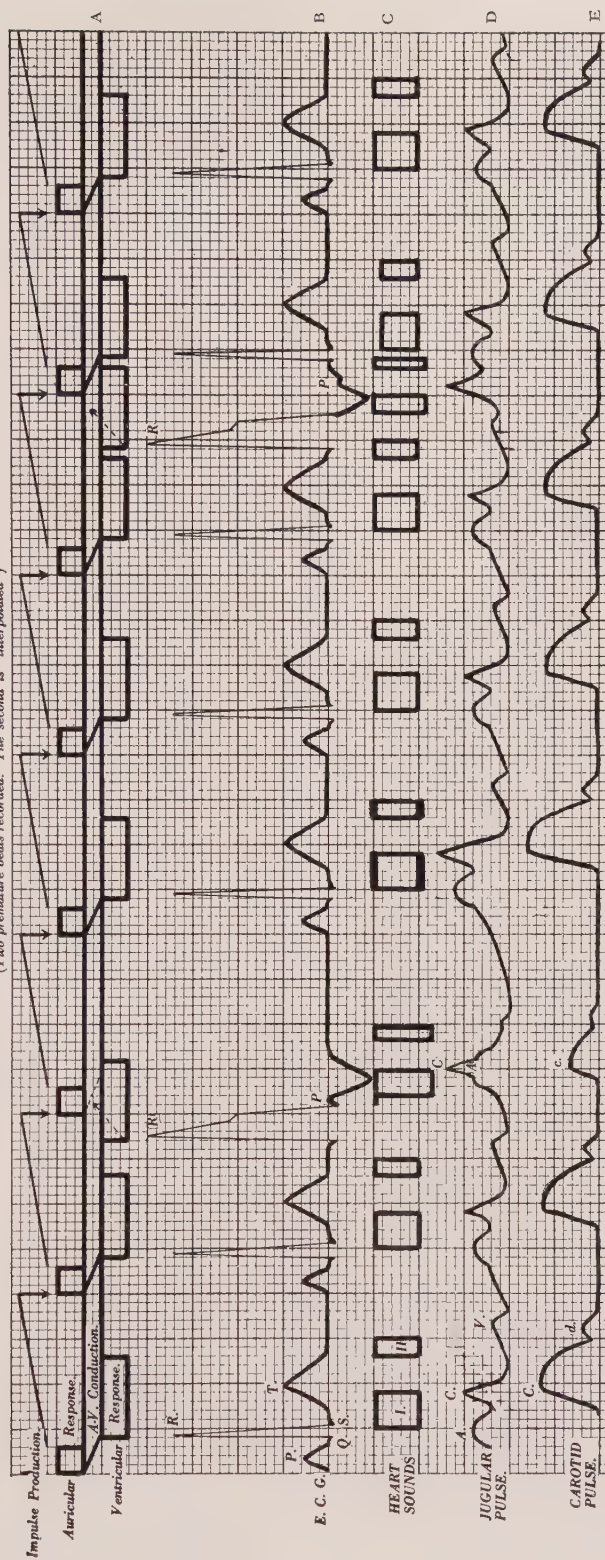 (Two premature beats recorded. The second is "interpolated")
Impulse Production.
Auricular
Response.
A-V. Conduction.
Ventricular
Response.
A
R.
R
R
E. C. G.
P.
Q
S.
T.
P
P
B
HEART
SOUNDS
I.
II
C
JUGULAR
PULSE.
A.
C.
V.
C
D
CAROTID
PULSE.
C.
d.
c.
E